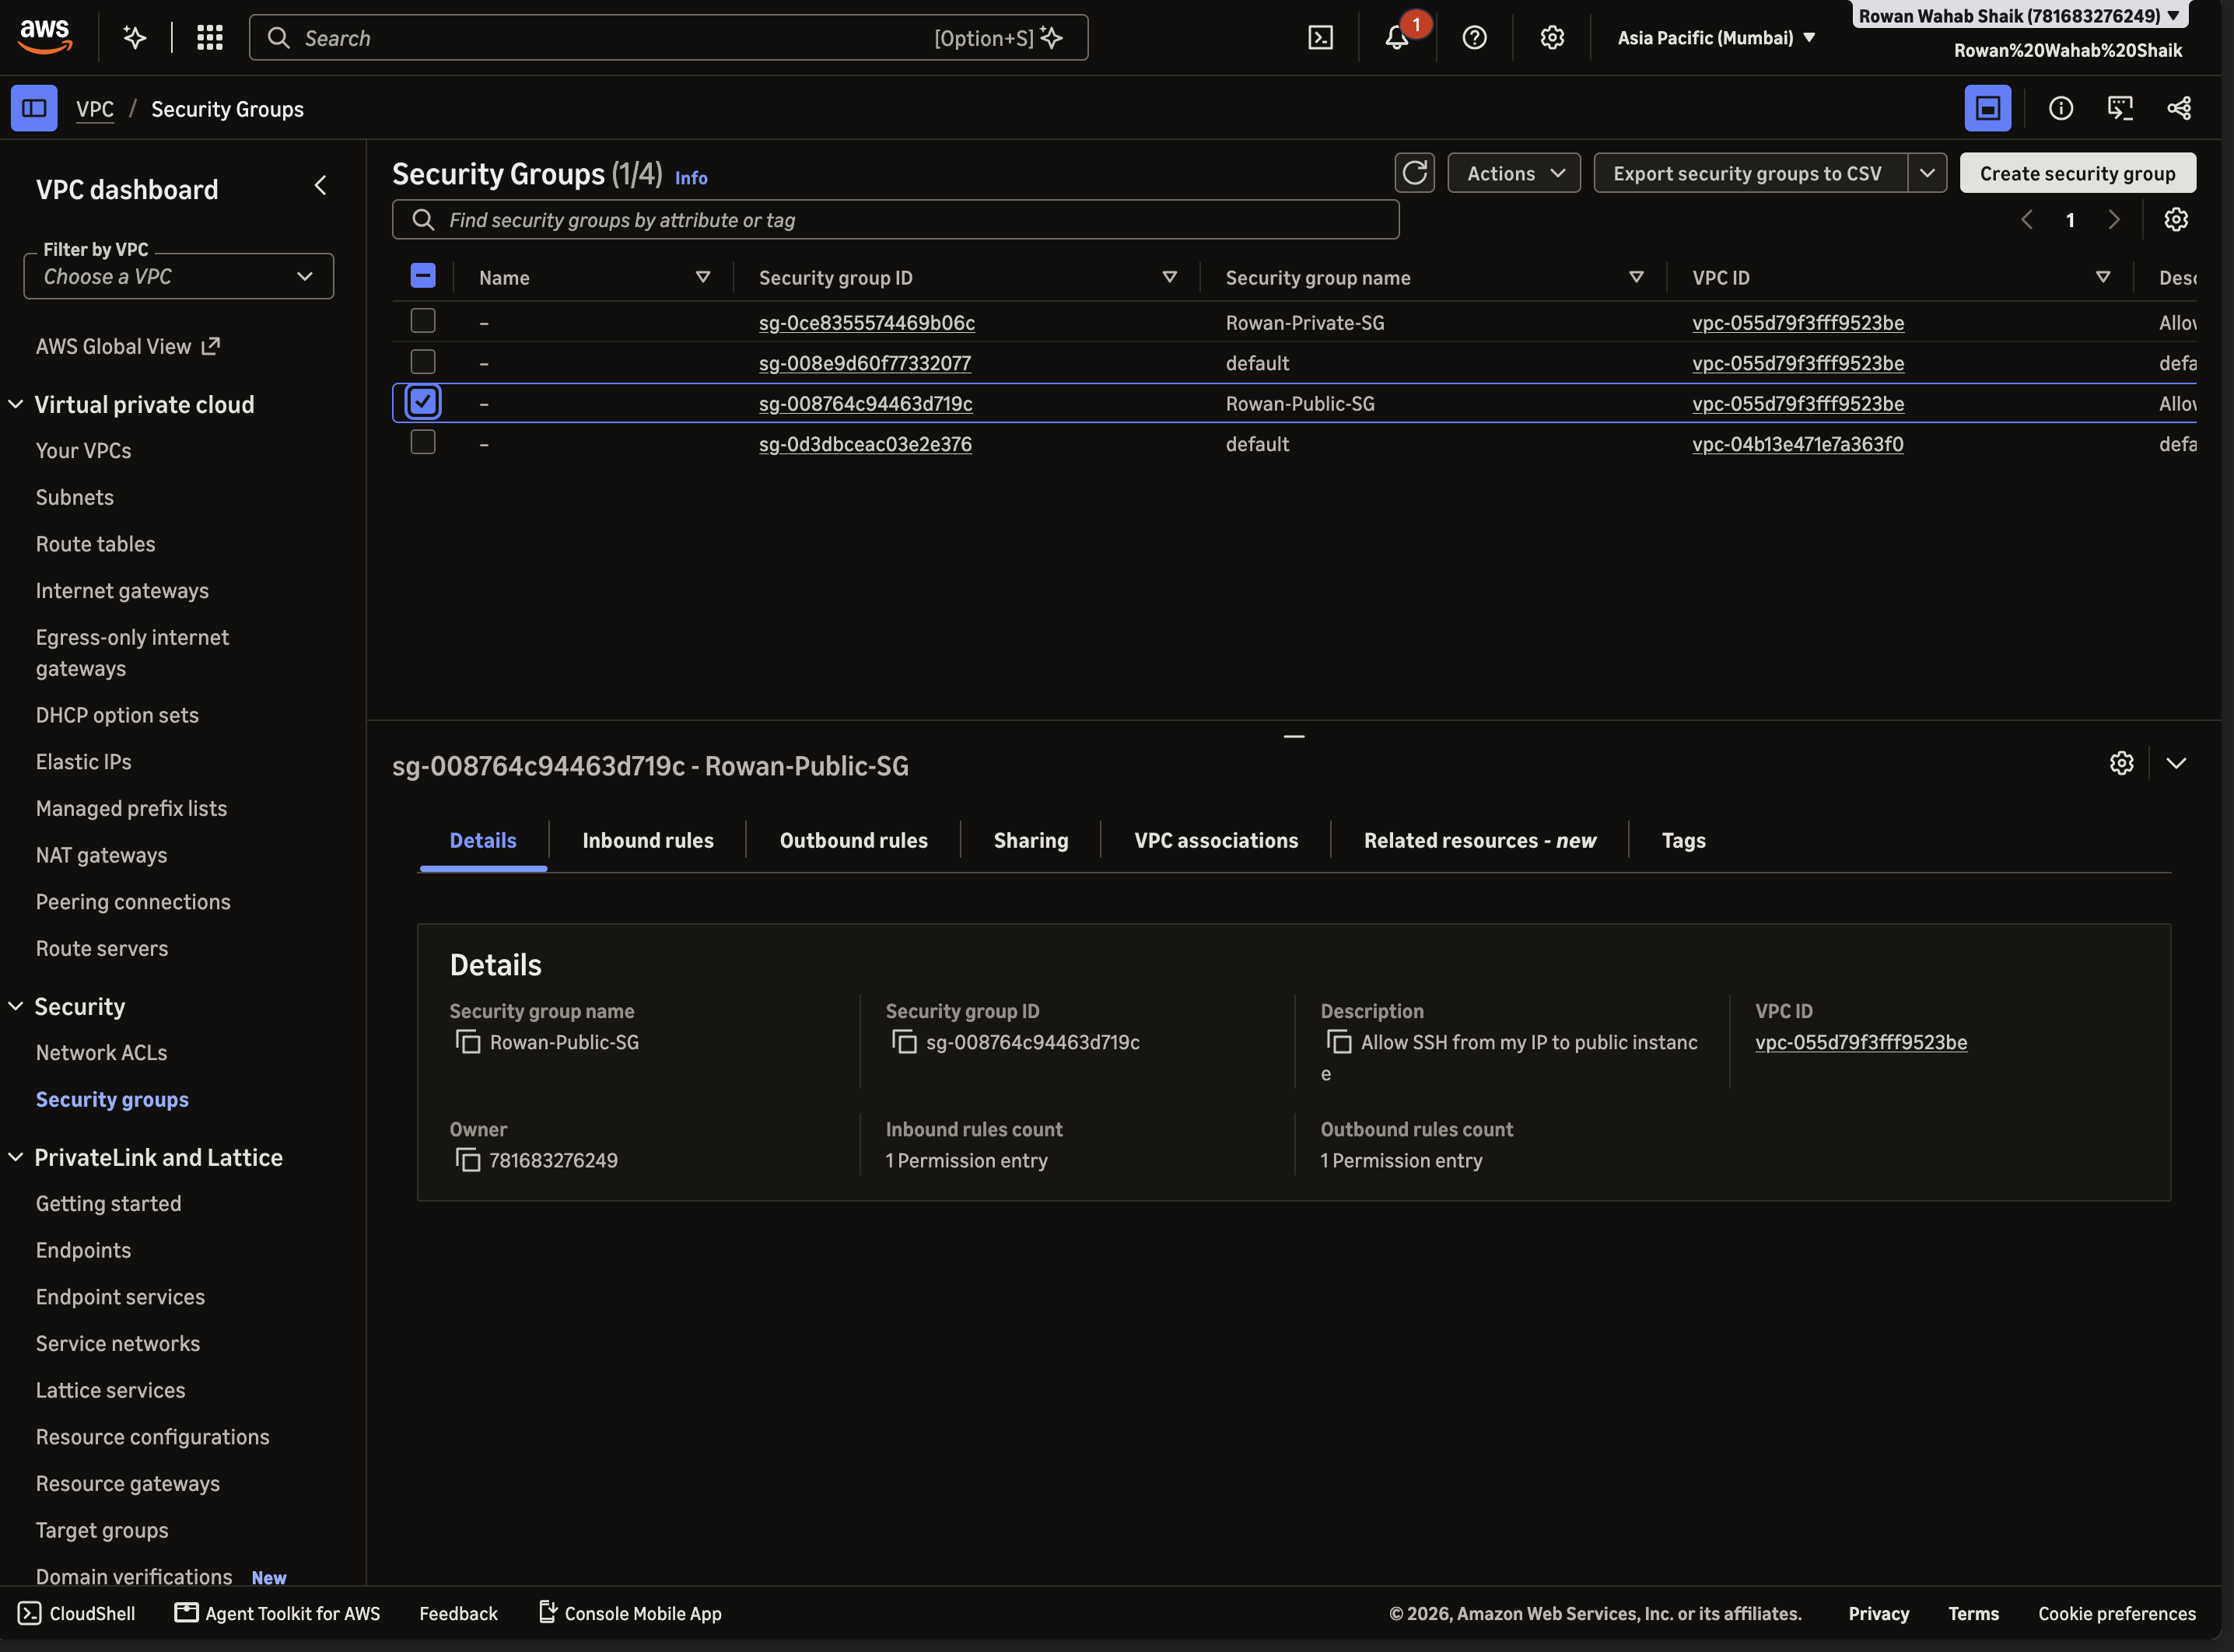 aws
Search [Option+S]
1
Asia Pacific (Mumbai)
Rowan Wahab Shaik (781683276249)
Rowan%20Wahab%20Shaik
VPC / Security Groups
VPC dashboard
Filter by VPC
Choose a VPC
AWS Global View
Virtual private cloud
Your VPCs
Subnets
Route tables
Internet gateways
Egress-only internet
gateways
DHCP option sets
Elastic IPs
Managed prefix lists
NAT gateways
Peering connections
Route servers
Security
Network ACLs
Security groups
PrivateLink and Lattice
Getting started
Endpoints
Endpoint services
Service networks
Lattice services
Resource configurations
Resource gateways
Target groups
Domain verifications New
Security Groups (1/4) Info
Actions
Export security groups to CSV
Create security group
Find security groups by attribute or tag
1
Name Security group ID Security group name VPC ID Desc
– sg-0ce8355574469b06c Rowan-Private-SG vpc-055d79f3fff9523be Allow
– sg-008e9d60f77332077 default vpc-055d79f3fff9523be defa
– sg-008764c94463d719c Rowan-Public-SG vpc-055d79f3fff9523be Allow
– sg-0d3dbceac03e2e376 default vpc-04b13e471e7a363f0 defa
sg-008764c94463d719c - Rowan-Public-SG
Details Inbound rules Outbound rules Sharing VPC associations Related resources - new Tags
Details
Security group name Security group ID Description VPC ID
Rowan-Public-SG sg-008764c94463d719c Allow SSH from my IP to public instanc vpc-055d79f3fff9523be
e
Owner Inbound rules count Outbound rules count
781683276249 1 Permission entry 1 Permission entry
CloudShell Agent Toolkit for AWS Feedback Console Mobile App © 2026, Amazon Web Services, Inc. or its affiliates. Privacy Terms Cookie preferences